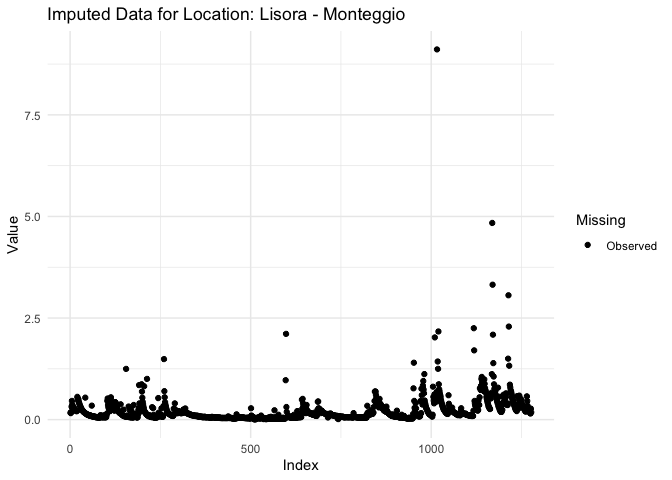 Imputed Data for Location: Lisora - Monteggio
7.5
5.0
2.5
0.0
Value
0
500
1000
Index
Missing
Observed